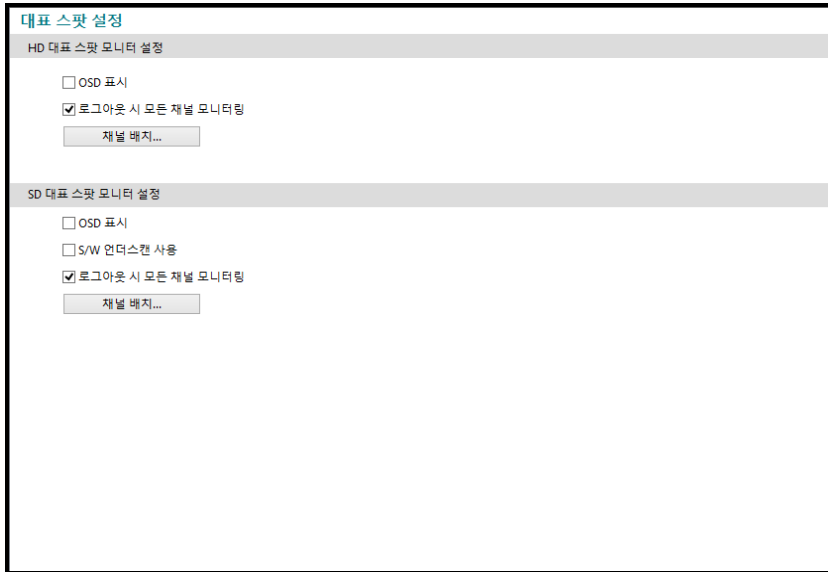 대표 스팟 설정
HD 대표 스팟 모니터 설정
OSD 표시
로그아웃 시 모든 채널 모니터링
채널 배치...
SD 대표 스팟 모니터 설정
OSD 표시
S/W 언더스캔 사용
로그아웃 시 모든 채널 모니터링
채널 배치...